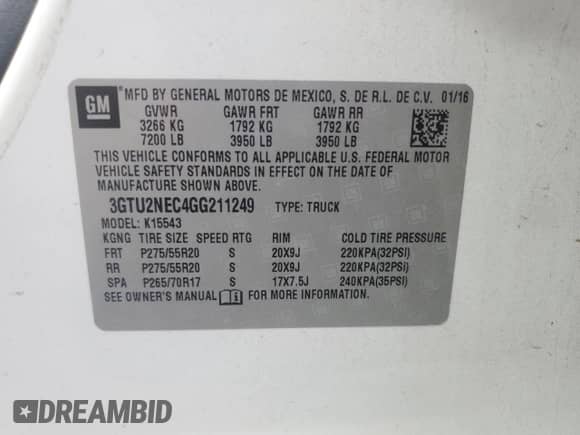 GM
MFD BY GENERAL MOTORS DE MEXICO, S. DE R.L. DE C.V. 01/16
GVWR GAWR FRT GAWR RR
3266 KG 1792 KG 1792 KG
7200 LB 3950 LB 3950 LB
THIS VEHICLE CONFORMS TO ALL APPLICABLE U.S. FEDERAL MOTOR
VEHICLE SAFETY STANDARDS IN EFFECT ON THE DATE OF
MANUFACTURE SHOWN ABOVE.
3GTU2NEC4GG211249 TYPE: TRUCK
MODEL: K15543
KGNG TIRE SIZE SPEED RTG RIM COLD TIRE PRESSURE
FRT P275/55R20 S 20X9J 220KPA(32PSI)
RR P275/55R20 S 20X9J 220KPA(32PSI)
SPA P265/70R17 S 17X7.5J 240KPA(35PSI)
SEE OWNER'S MANUAL FOR MORE INFORMATION.
DREAMBID